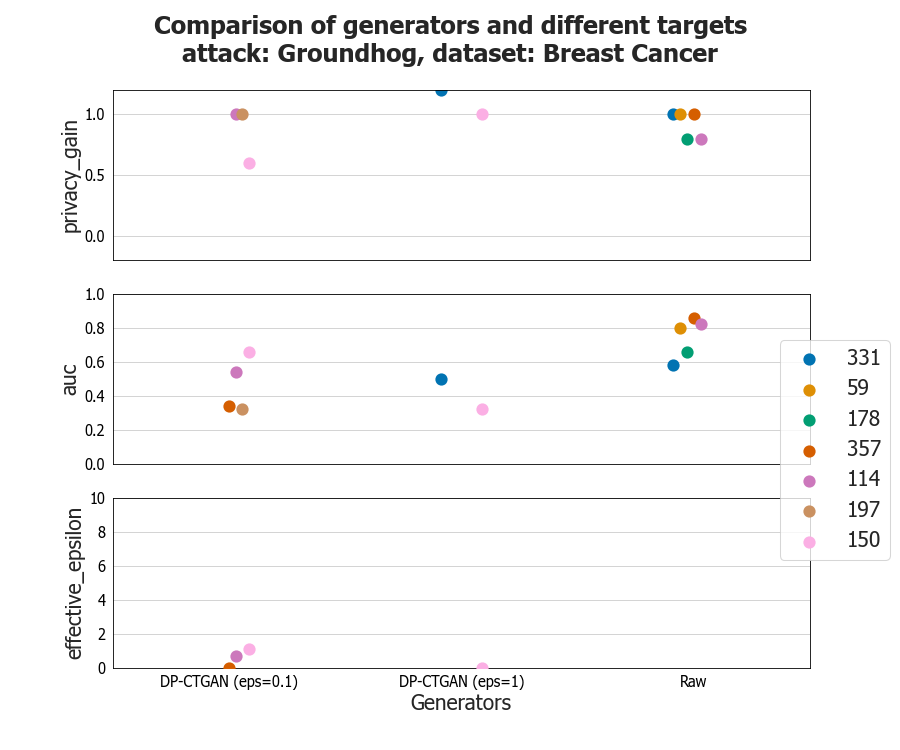 Comparison of generators and different targets
attack: Groundhog, dataset: Breast Cancer
privacy_gain
1.0
0.5
0.0
auc
1.0
0.8
0.6
0.4
0.2
0.0
effective_epsilon
10
8
6
4
2
0
DP-CTGAN (eps=0.1)
DP-CTGAN (eps=1)
Raw
Generators
331
59
178
357
114
197
150